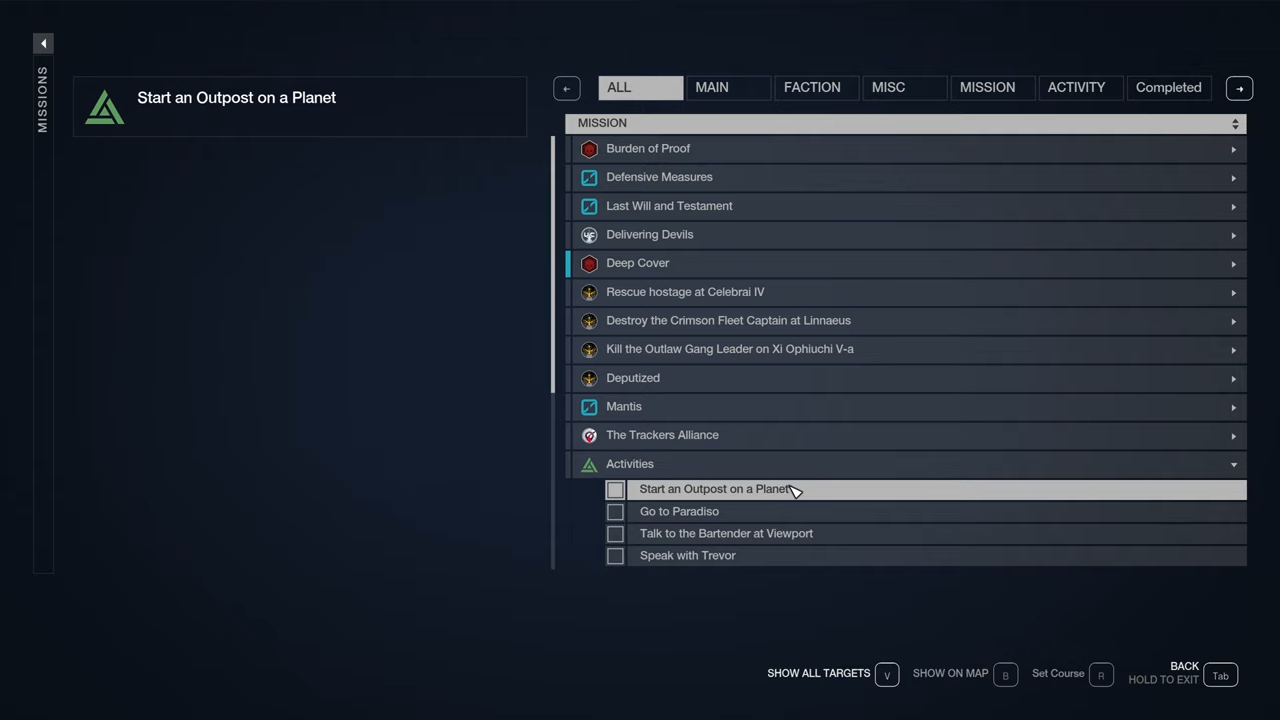 MISSIONS
Start an Outpost on a Planet
ALL
MAIN
FACTION
MISC
MISSION
ACTIVITY
Completed
MISSION
Burden of Proof
Defensive Measures
Last Will and Testament
UC
Delivering Devils
Deep Cover
Rescue hostage at Celebrai IV
Destroy the Crimson Fleet Captain at Linnaeus
Kill the Outlaw Gang Leader on Xi Ophiuchi V-a
Deputized
Mantis
The Trackers Alliance
Activities
Start an Outpost on a Planet
Go to Paradiso
Talk to the Bartender at Viewport
Speak with Trevor
SHOW ALL TARGETS V
SHOW ON MAP B
Set Course R
BACK
HOLD TO EXIT Tab